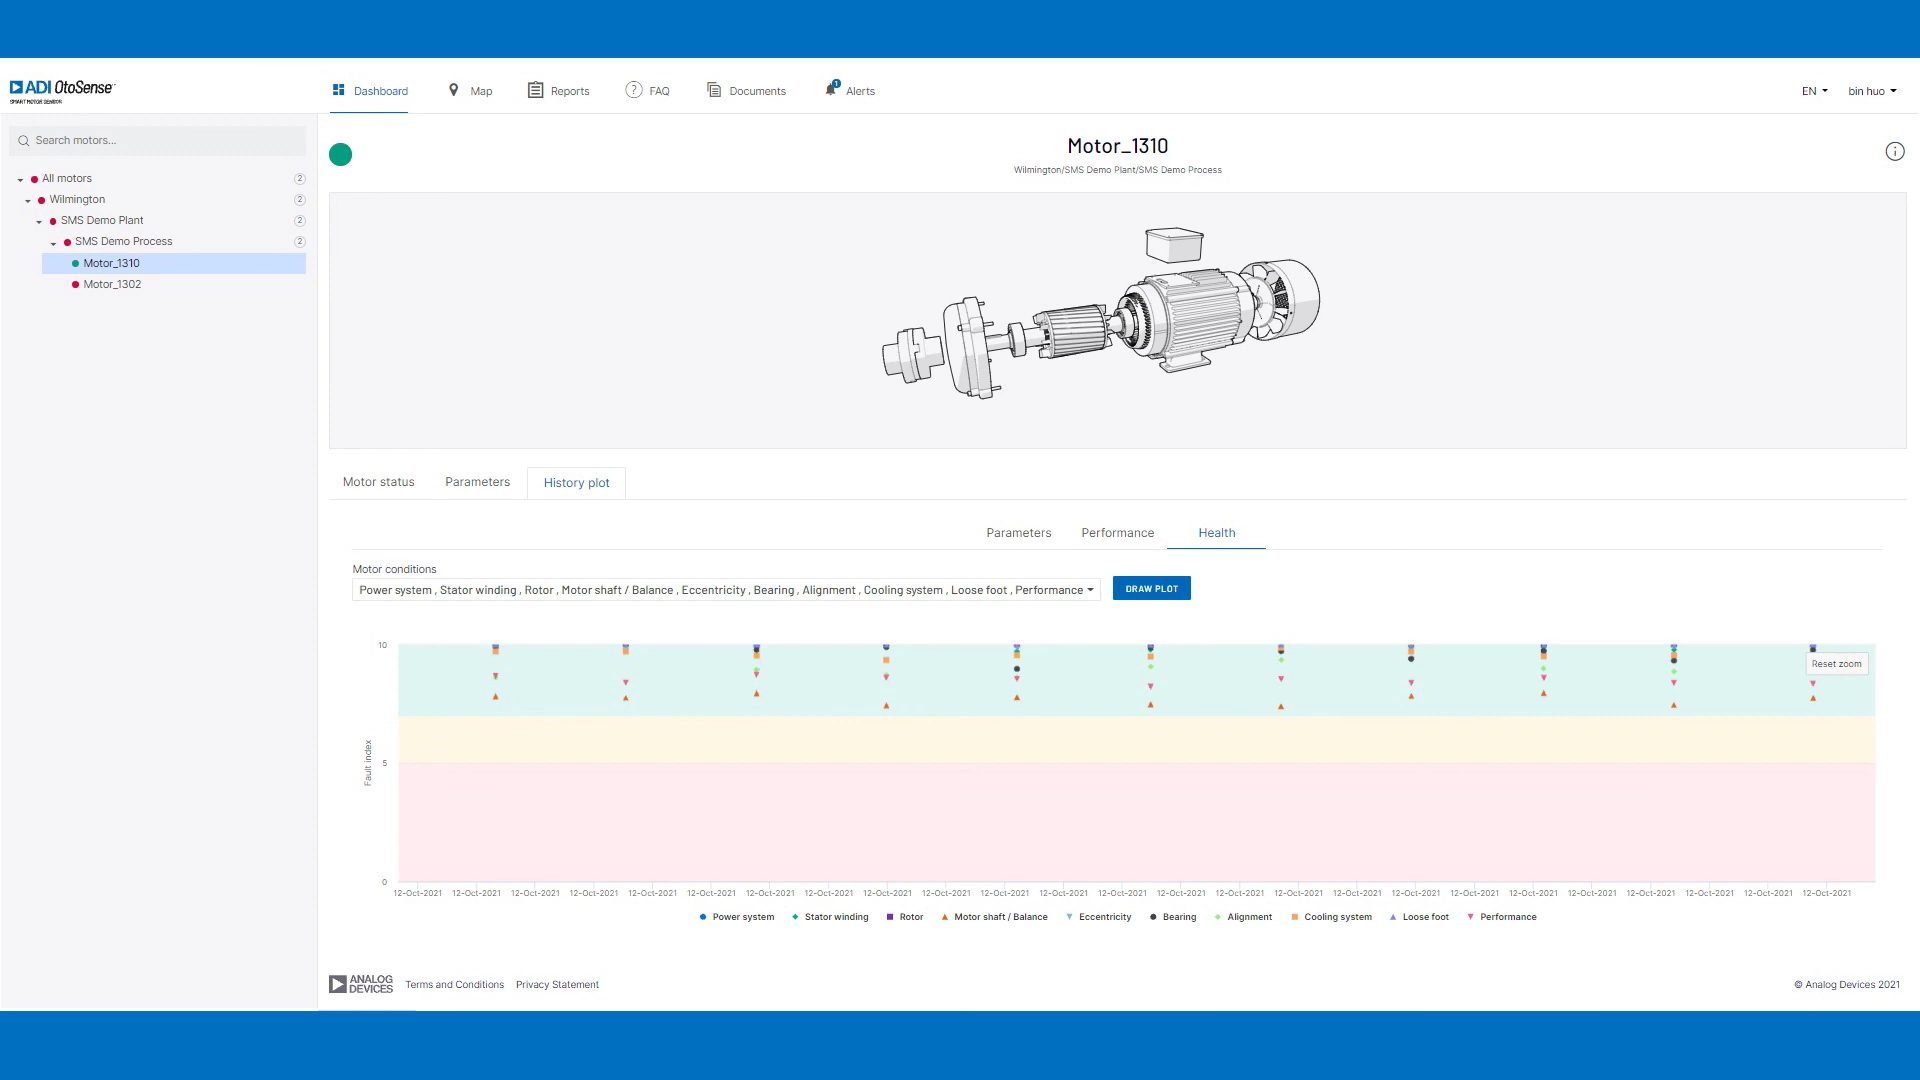 ADI OtoSense™
SMART MOTOR SENSOR
Dashboard
Map
Reports
? FAQ
Documents
1 Alerts
EN
bin huo
Search motors...
All motors 2
Wilmington 2
SMS Demo Plant 2
SMS Demo Process 2
Motor_1310
Motor_1302
Motor_1310
Wilmington/SMS Demo Plant/SMS Demo Process
i
Motor status
Parameters
History plot
Parameters
Performance
Health
Motor conditions
Power system , Stator winding , Rotor , Motor shaft / Balance , Eccentricity , Bearing , Alignment , Cooling system , Loose foot , Performance
DRAW PLOT
Reset zoom
Fault index
10
5
0
12-Oct-2021 12-Oct-2021 12-Oct-2021 12-Oct-2021 12-Oct-2021 12-Oct-2021 12-Oct-2021 12-Oct-2021 12-Oct-2021 12-Oct-2021 12-Oct-2021 12-Oct-2021 12-Oct-2021 12-Oct-2021 12-Oct-2021 12-Oct-2021 12-Oct-2021 12-Oct-2021 12-Oct-2021 12-Oct-2021 12-Oct-2021 12-Oct-2021 12-Oct-2021 12-Oct-2021 12-Oct-2021
Power system Stator winding Rotor Motor shaft / Balance Eccentricity Bearing Alignment Cooling system Loose foot Performance
ANALOG
DEVICES
Terms and Conditions
Privacy Statement
© Analog Devices 2021